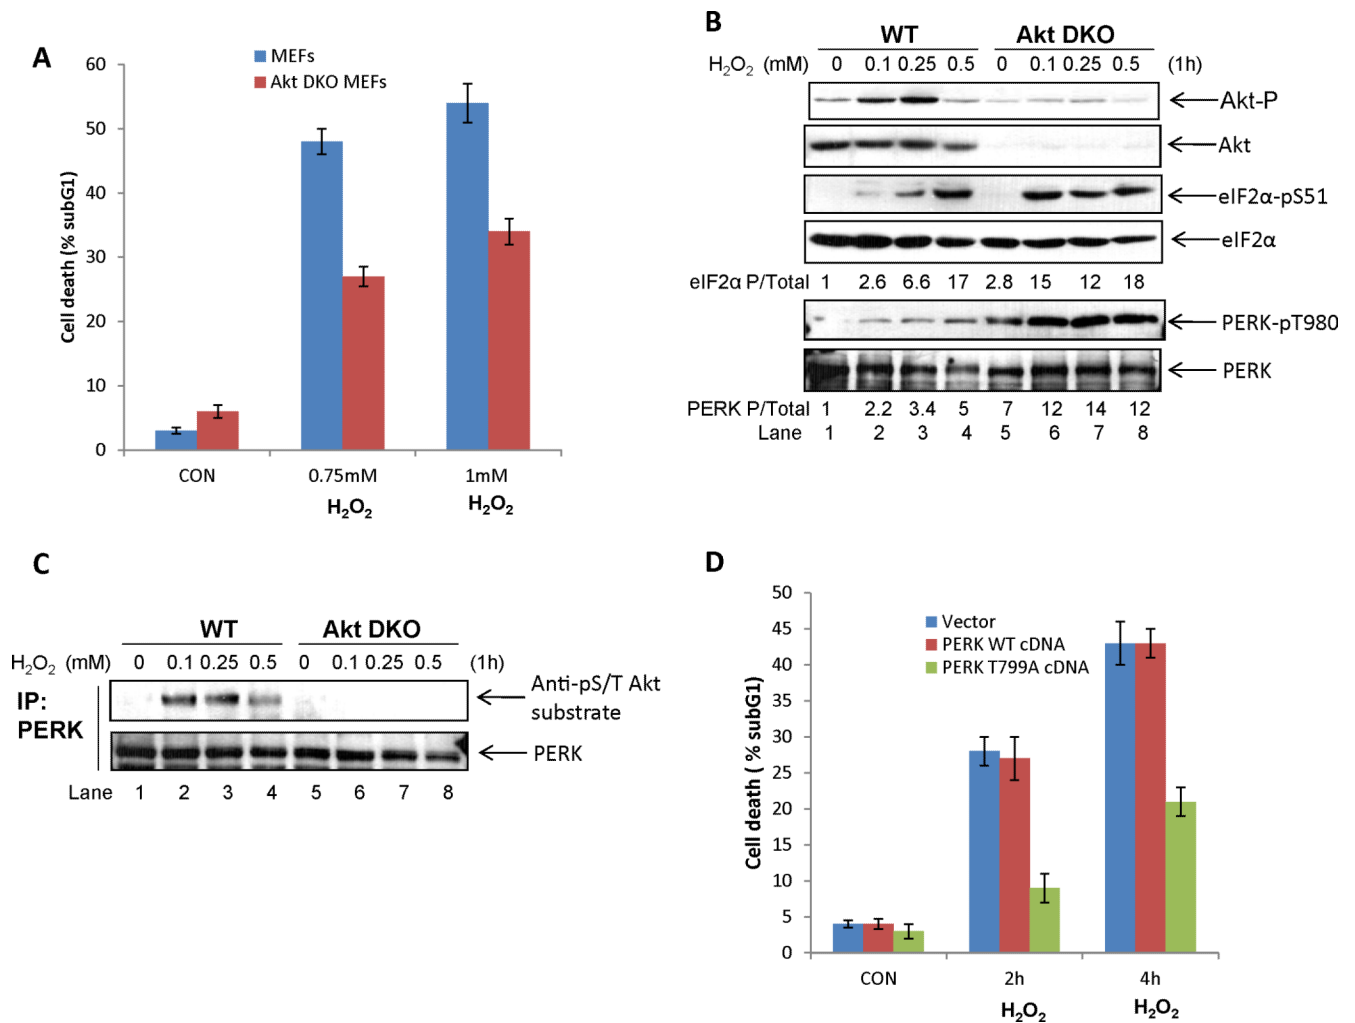 A
MEFs
Akt DKO MEFs
60
50
40
30
20
10
0
Cell death (% subG1)
CON
0.75mM
1mM
H₂O₂
H₂O₂
B
WT
Akt DKO
H₂O₂ (mM) 0 0.1 0.25 0.5 0 0.1 0.25 0.5 (1h)
Akt-P
Akt
eIF2α-pS51
eIF2α
eIF2α P/Total 1 2.6 6.6 17 2.8 15 12 18
PERK-pT980
PERK
PERK P/Total 1 2.2 3.4 5 7 12 14 12
Lane 1 2 3 4 5 6 7 8
C
WT
Akt DKO
H₂O₂ (mM) 0 0.1 0.25 0.5 0 0.1 0.25 0.5 (1h)
IP:
PERK
Anti-pS/T Akt
substrate
PERK
Lane 1 2 3 4 5 6 7 8
D
Vector
PERK WT cDNA
PERK T799A cDNA
50
45
40
35
30
25
20
15
10
5
0
Cell death ( % subG1)
CON
2h
4h
H₂O₂
H₂O₂